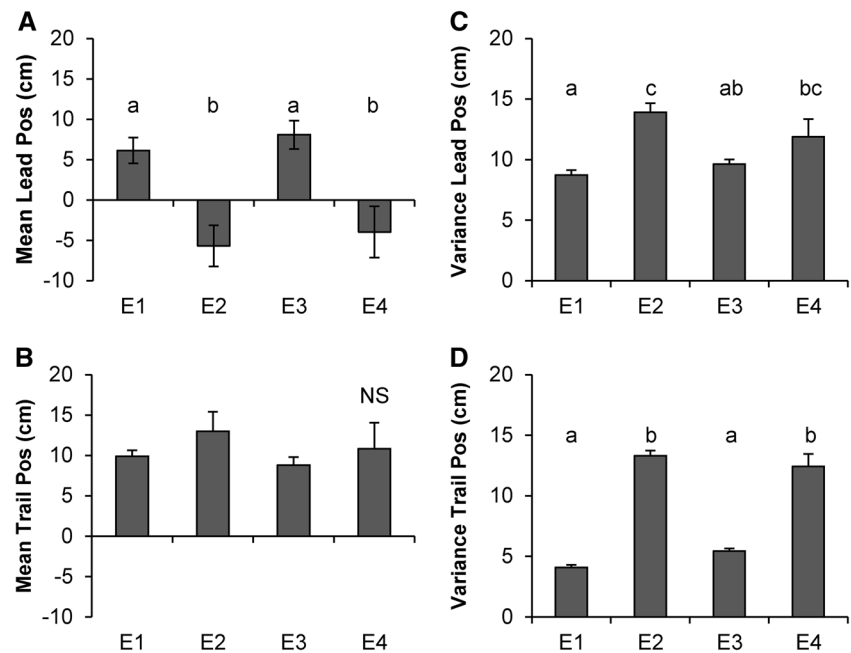 A
Mean Lead Pos (cm)
20
15
10
5
0
-5
-10
a b a b
E1 E2 E3 E4
C
Variance Lead Pos (cm)
20
15
10
5
0
a c ab bc
E1 E2 E3 E4
B
Mean Trail Pos (cm)
20
15
10
5
0
-5
-10
NS
E1 E2 E3 E4
D
Variance Trail Pos (cm)
20
15
10
5
0
a b a b
E1 E2 E3 E4